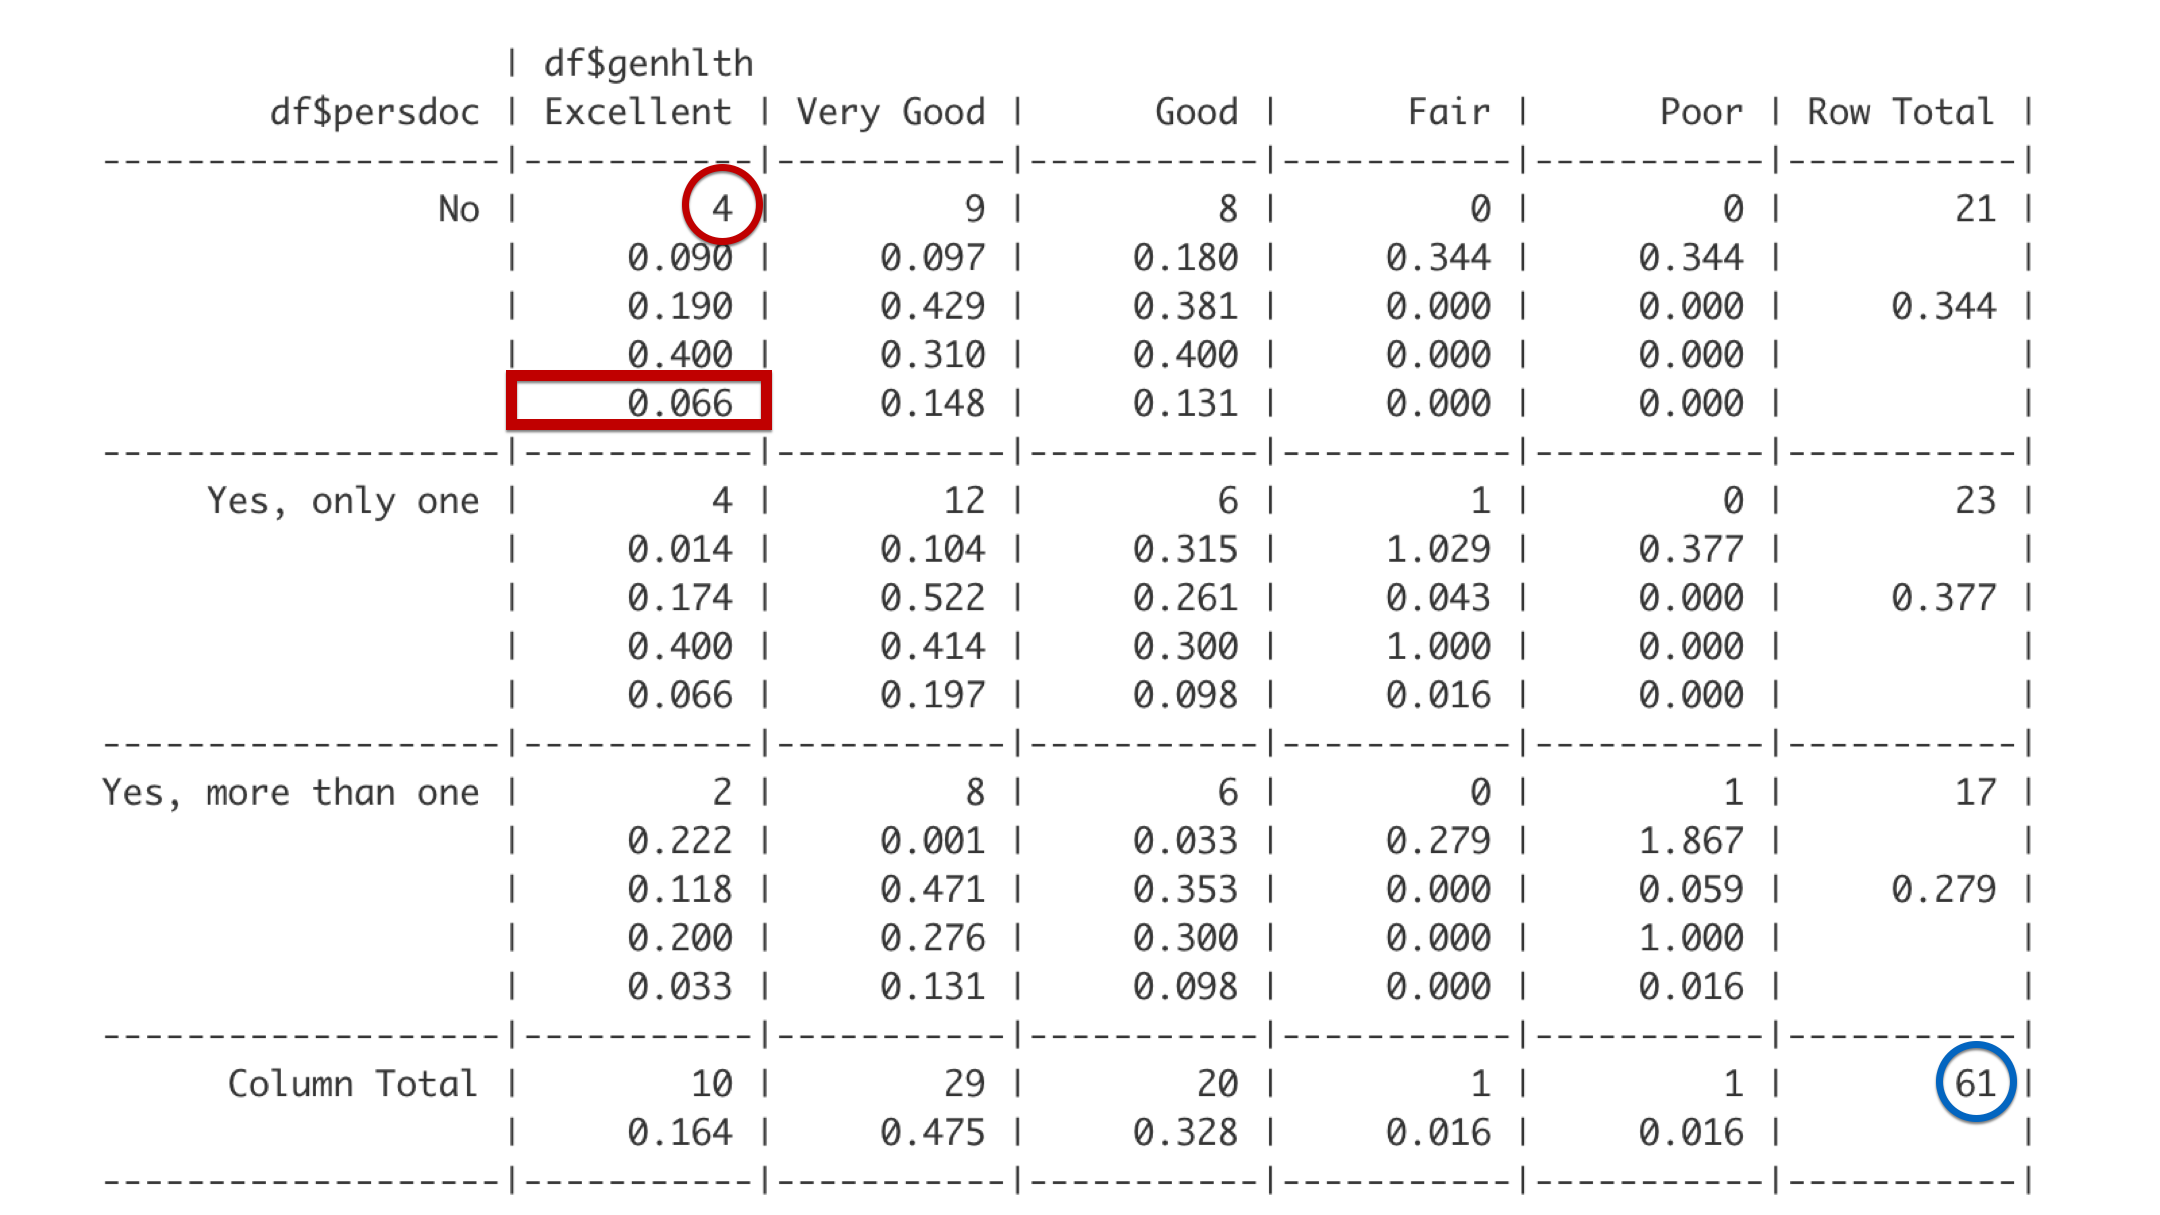 | df$genhlth
df$persdoc | Excellent | Very Good | Good | Fair | Poor | Row Total |
-------------------|-----------|-----------|-----------|-----------|-----------|-----------|
No | 4 | 9 | 8 | 0 | 0 | 21 |
| 0.090 | 0.097 | 0.180 | 0.344 | 0.344 | |
| 0.190 | 0.429 | 0.381 | 0.000 | 0.000 | 0.344 |
| 0.400 | 0.310 | 0.400 | 0.000 | 0.000 | |
| 0.066 | 0.148 | 0.131 | 0.000 | 0.000 | |
-------------------|-----------|-----------|-----------|-----------|-----------|-----------|
Yes, only one | 4 | 12 | 6 | 1 | 0 | 23 |
| 0.014 | 0.104 | 0.315 | 1.029 | 0.377 | |
| 0.174 | 0.522 | 0.261 | 0.043 | 0.000 | 0.377 |
| 0.400 | 0.414 | 0.300 | 1.000 | 0.000 | |
| 0.066 | 0.197 | 0.098 | 0.016 | 0.000 | |
-------------------|-----------|-----------|-----------|-----------|-----------|-----------|
Yes, more than one | 2 | 8 | 6 | 0 | 1 | 17 |
| 0.222 | 0.001 | 0.033 | 0.279 | 1.867 | |
| 0.118 | 0.471 | 0.353 | 0.000 | 0.059 | 0.279 |
| 0.200 | 0.276 | 0.300 | 0.000 | 1.000 | |
| 0.033 | 0.131 | 0.098 | 0.000 | 0.016 | |
-------------------|-----------|-----------|-----------|-----------|-----------|-----------|
Column Total | 10 | 29 | 20 | 1 | 1 | 61 |
| 0.164 | 0.475 | 0.328 | 0.016 | 0.016 | |
-------------------|-----------|-----------|-----------|-----------|-----------|-----------|